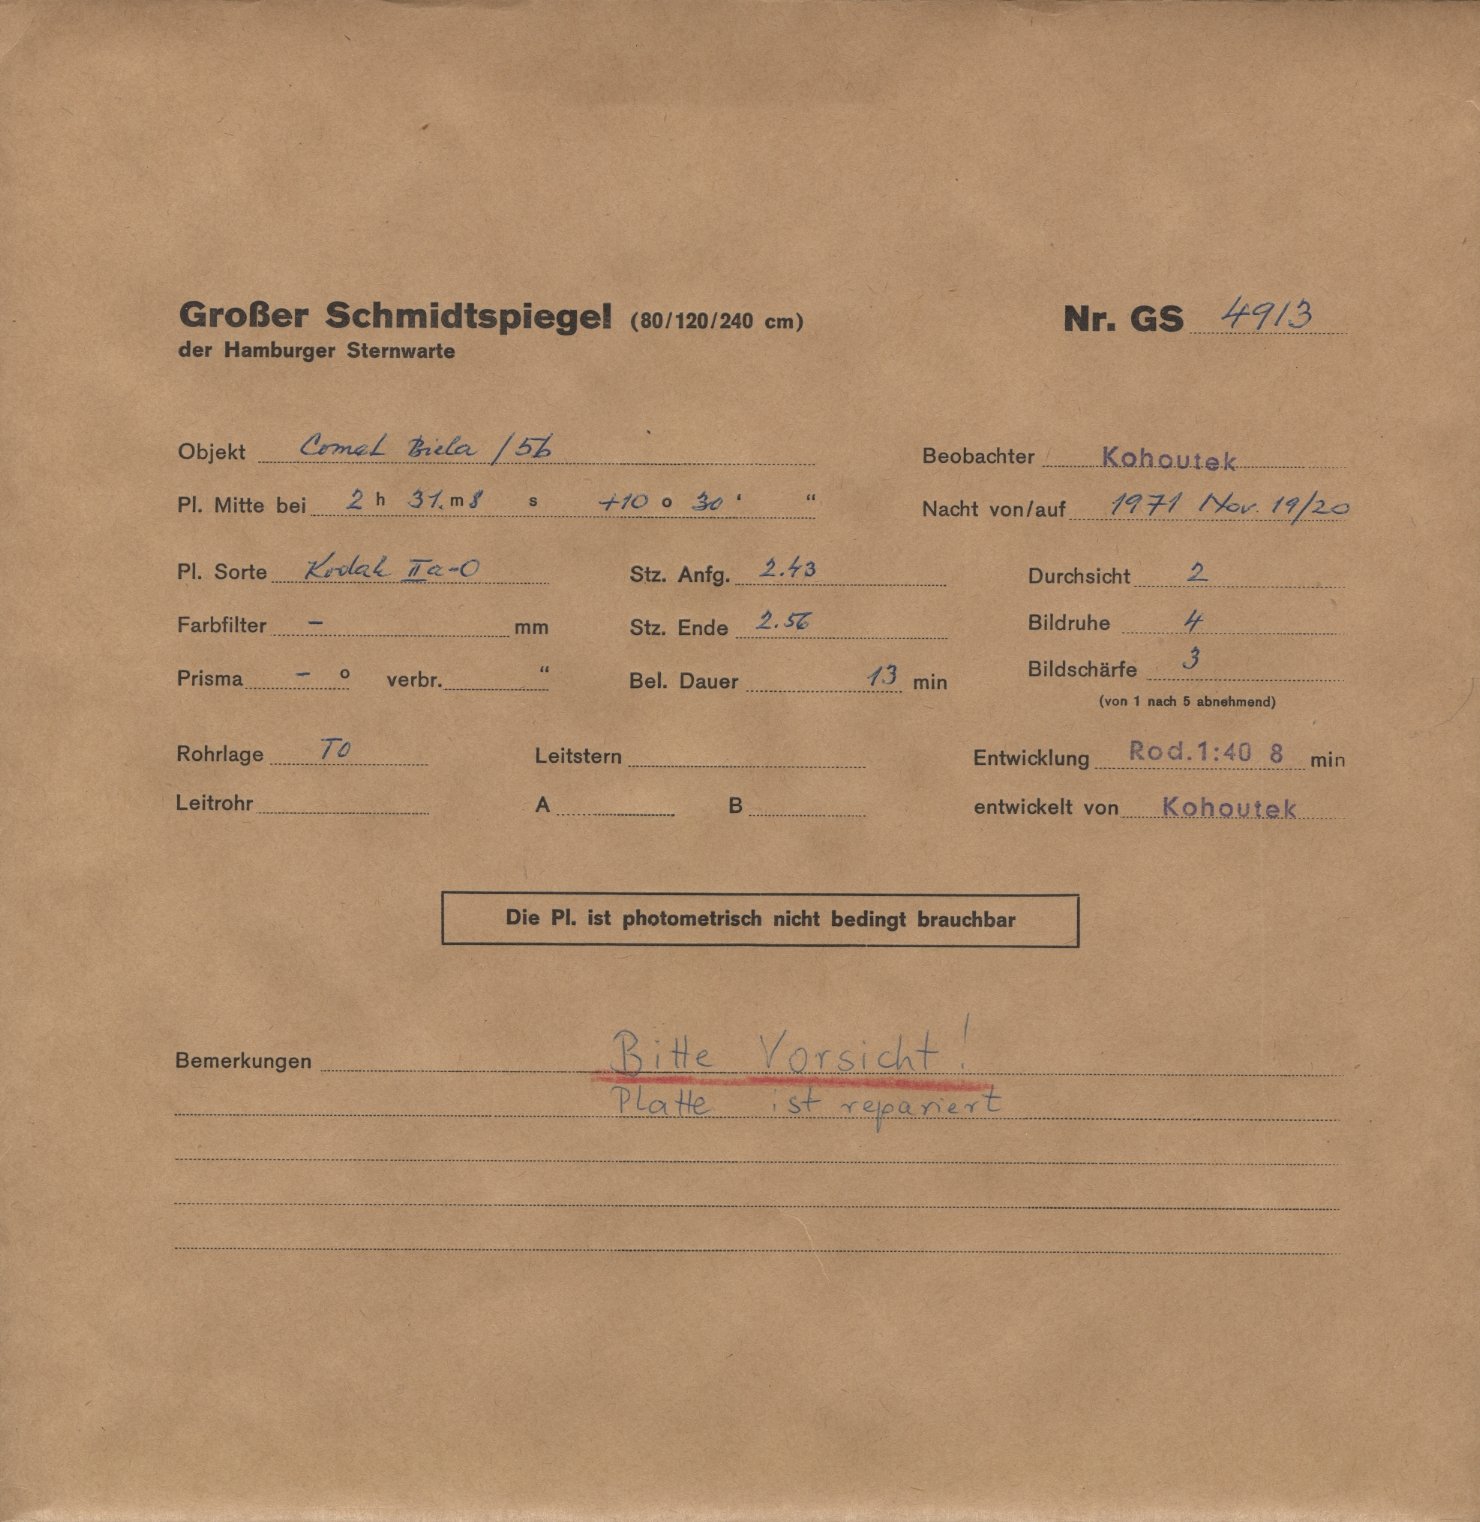 Großer Schmidtspiegel (80/120/240 cm) Nr. GS 4913
der Hamburger Sternwarte
Objekt Comet Biela /5b Beobachter Kohoutek
Pl. Mitte bei 2 h 31. m 8 s +10 o 30 ' " Nacht von/auf 1971 Nov. 19/20
Pl. Sorte Kodak IIa-O Stz. Anfg. 2.43 Durchsicht 2
Farbfilter – mm Stz. Ende 2.56 Bildruhe 4
Prisma – o verbr. " Bel. Dauer 13 min Bildschärfe 3
(von 1 nach 5 abnehmend)
Rohrlage TO Leitstern Entwicklung Rod.1:40 8 min
Leitrohr A B entwickelt von Kohoutek
Die Pl. ist photometrisch nicht bedingt brauchbar
Bemerkungen Bitte Vorsicht!
Platte ist repariert